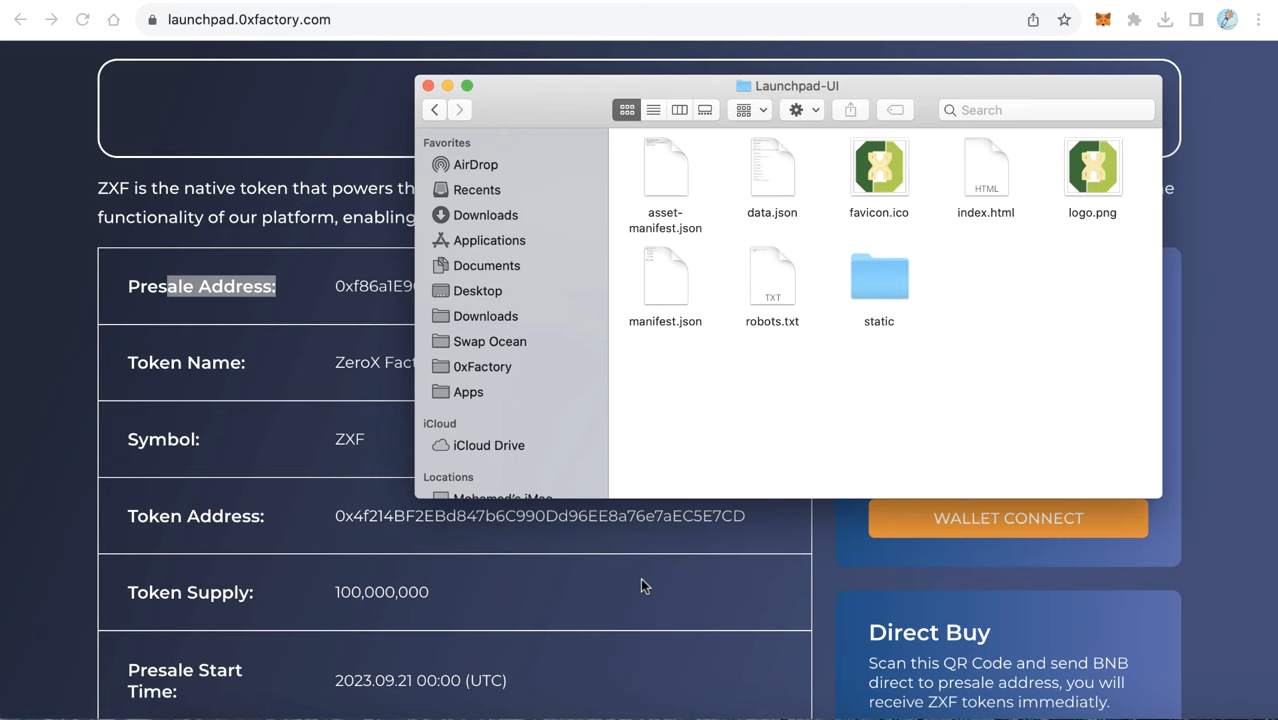 launchpad.0xfactory.com
Launchpad-UI
Search
Favorites
AirDrop
Recents
Downloads
Applications
Documents
Desktop
Downloads
Swap Ocean
0xFactory
Apps
iCloud
iCloud Drive
Locations
Mohamed's iMac
asset-
manifest.json
data.json
favicon.ico
HTML
index.html
logo.png
manifest.json
TXT
robots.txt
static
ZXF is the native token that powers th
functionality of our platform, enabling
Presale Address: 0xf86a1E9
Token Name: ZeroX Fact
Symbol: ZXF
Token Address: 0x4f214BF2EBd847b6C990Dd96EE8a76e7aEC5E7CD
Token Supply: 100,000,000
Presale Start
Time:
2023.09.21 00:00 (UTC)
WALLET CONNECT
Direct Buy
Scan this QR Code and send BNB
direct to presale address, you will
receive ZXF tokens immediatly.